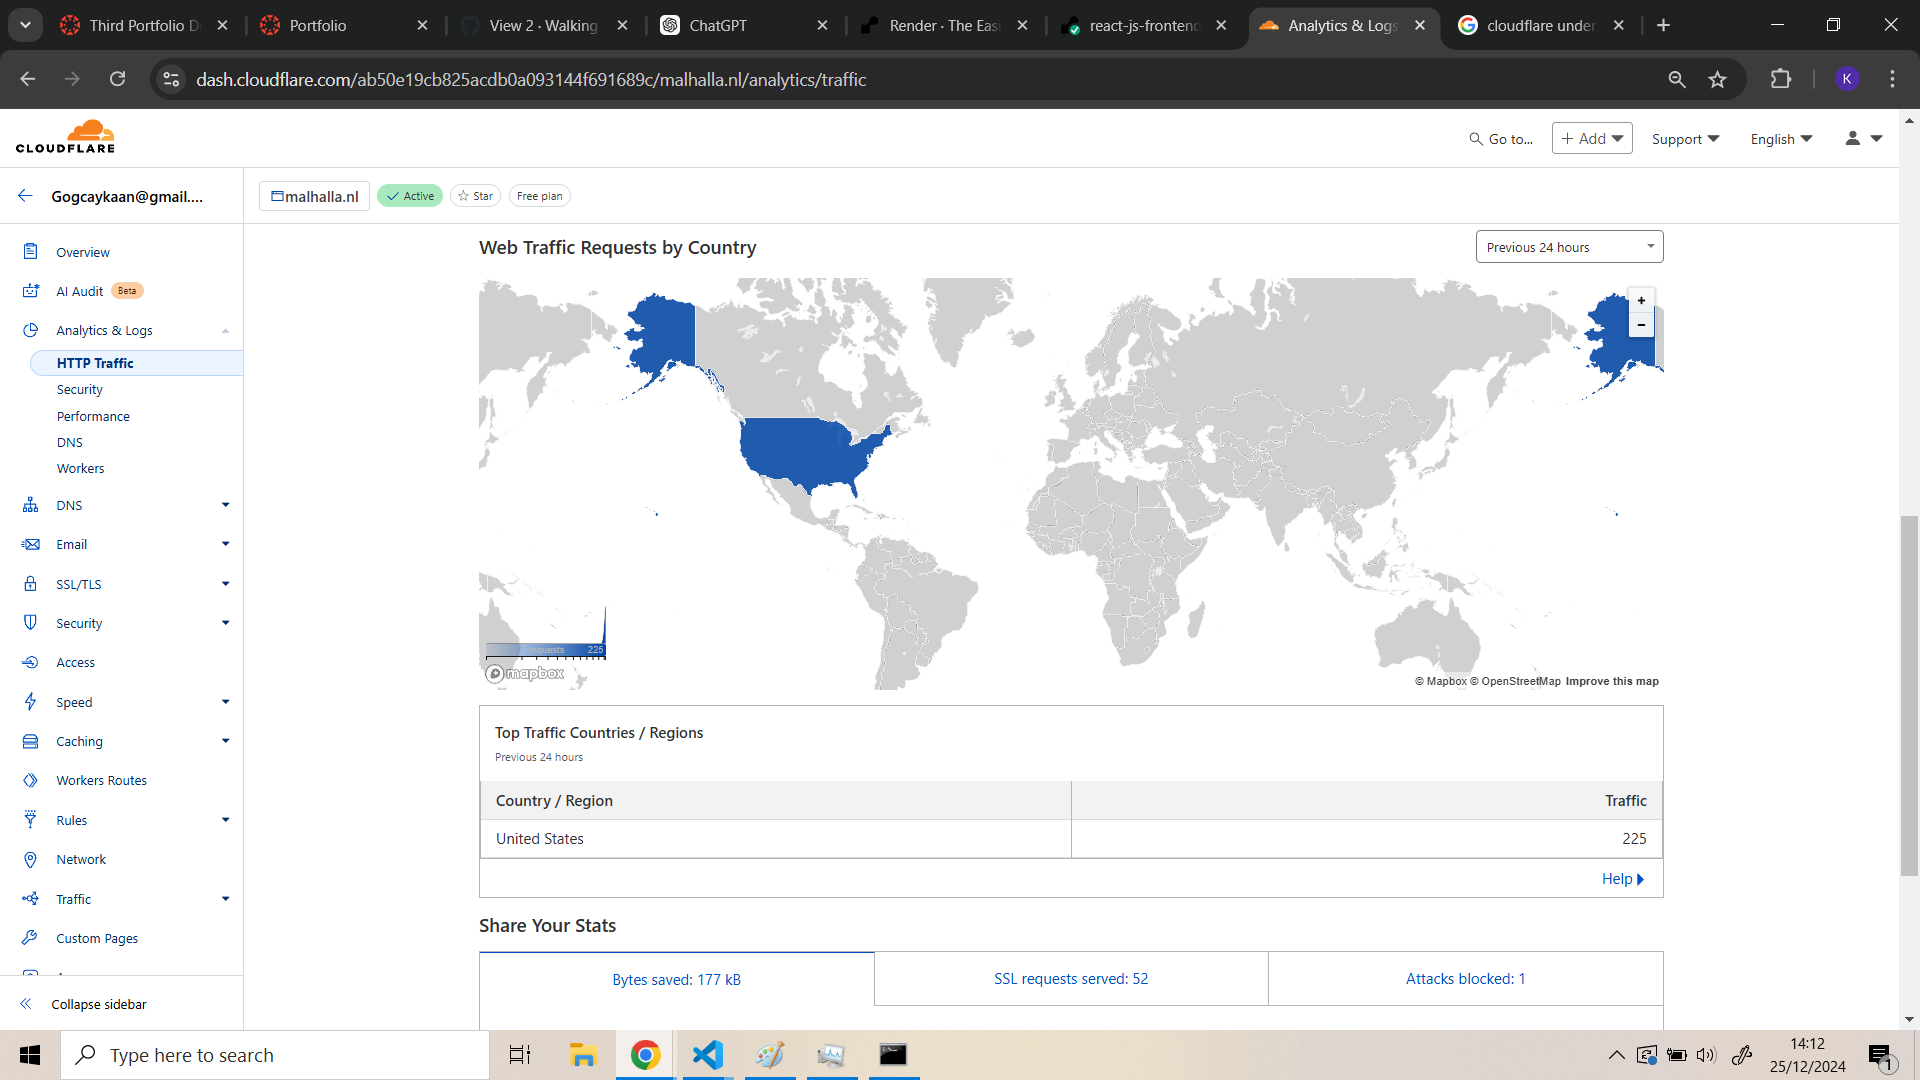 Third Portfolio D
Portfolio
View 2 · Walking
ChatGPT
Render · The Easi
react-js-frontend
Analytics & Logs
cloudflare under
dash.cloudflare.com/ab50e19cb825acdb0a093144f691689c/malhalla.nl/analytics/traffic
K
CLOUDFLARE
Go to...
Add
Support
English
Gogcaykaan@gmail....
malhalla.nl
Active
Star
Free plan
Overview
AI Audit
Beta
Analytics & Logs
HTTP Traffic
Security
Performance
DNS
Workers
DNS
Email
SSL/TLS
Security
Access
Speed
Caching
Workers Routes
Rules
Network
Traffic
Custom Pages
Collapse sidebar
Web Traffic Requests by Country
Previous 24 hours
+
-
requests 225
mapbox
© Mapbox © OpenStreetMap Improve this map
Top Traffic Countries / Regions
Previous 24 hours
Country / Region Traffic
United States 225
Help
Share Your Stats
Bytes saved: 177 kB
SSL requests served: 52
Attacks blocked: 1
Type here to search
14:12
25/12/2024
1